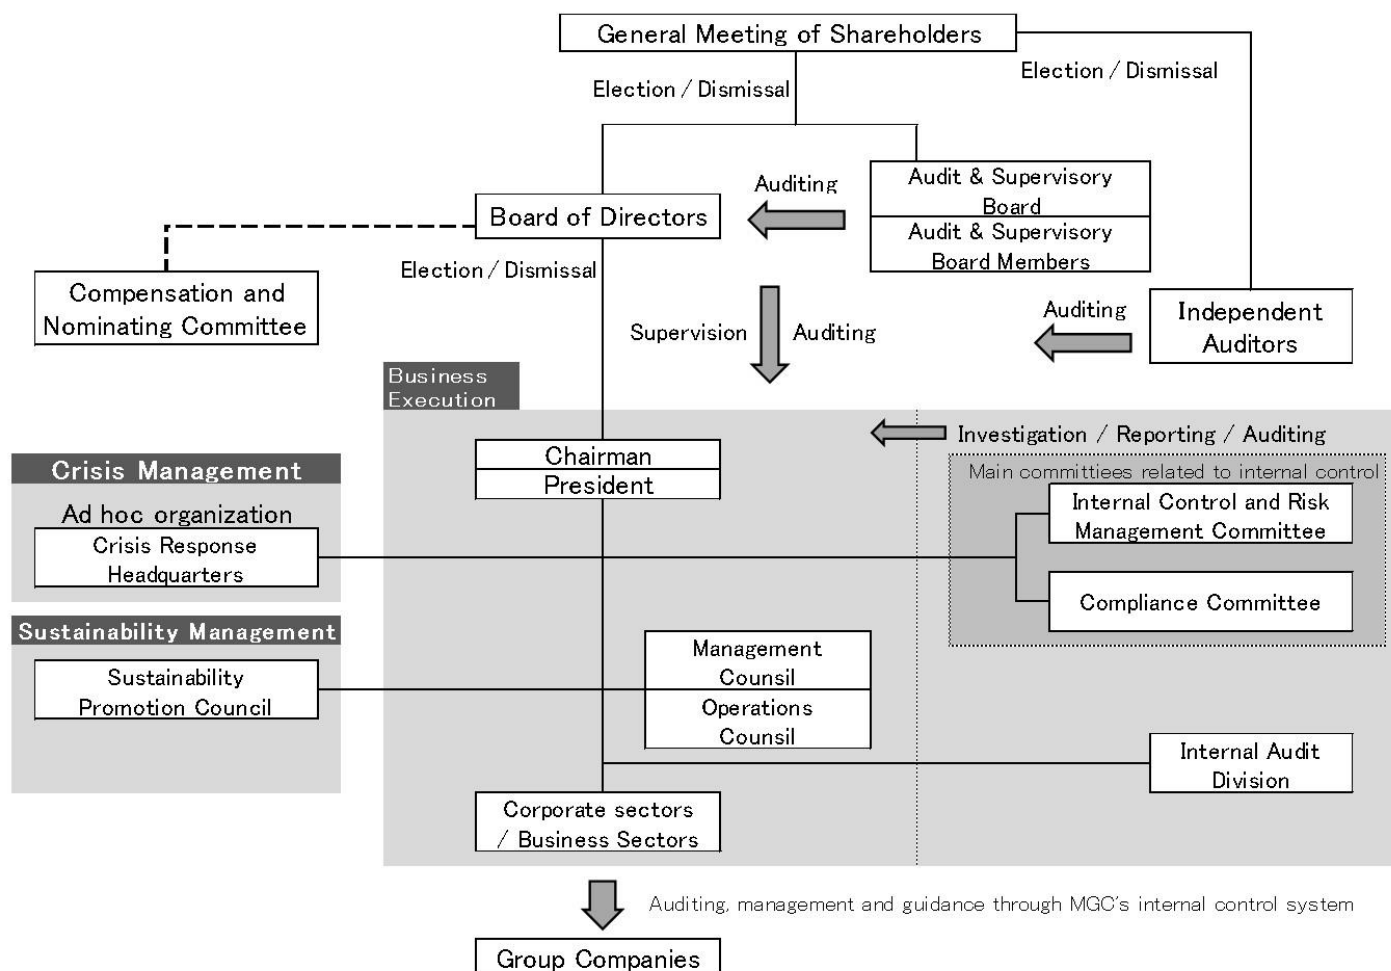 General Meeting of Shareholders
Election / Dismissal
Election / Dismissal
Auditing
Audit & Supervisory
Board
Audit & Supervisory
Board Members
Board of Directors
Election / Dismissal
Compensation and
Nominating Committee
Supervision
Auditing
Auditing
Independent
Auditors
Business
Execution
Investigation / Reporting / Auditing
Chairman
President
Main committiees related to internal control
Internal Control and Risk
Management Committee
Compliance Committee
Crisis Management
Ad hoc organization
Crisis Response
Headquarters
Sustainability Management
Sustainability
Promotion Council
Management
Counsil
Operations
Counsil
Internal Audit
Division
Corporate sectors
/ Business Sectors
Auditing, management and guidance through MGC's internal control system
Group Companies